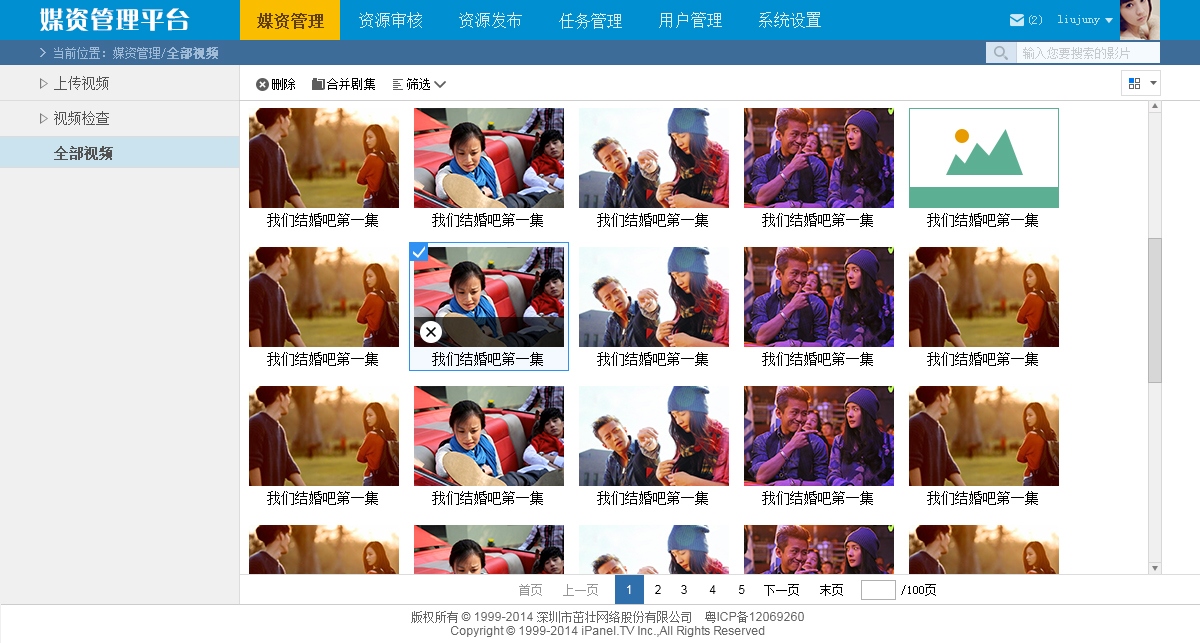 媒资管理平台 媒资管理 资源审核 资源发布 任务管理 用户管理 系统设置 (2) liujuny
当前位置：媒资管理/全部视频 输入您要搜索的影片
上传视频
视频检查
全部视频
删除 合并剧集 筛选
我们结婚吧第一集 我们结婚吧第一集 我们结婚吧第一集 我们结婚吧第一集 我们结婚吧第一集
我们结婚吧第一集 我们结婚吧第一集 我们结婚吧第一集 我们结婚吧第一集 我们结婚吧第一集
我们结婚吧第一集 我们结婚吧第一集 我们结婚吧第一集 我们结婚吧第一集 我们结婚吧第一集
首页 上一页 1 2 3 4 5 下一页 末页 /100页
版权所有 © 1999-2014 深圳市茁壮网络股份有限公司 粤ICP备12069260
Copyright © 1999-2014 iPanel.TV Inc.,All Rights Reserved